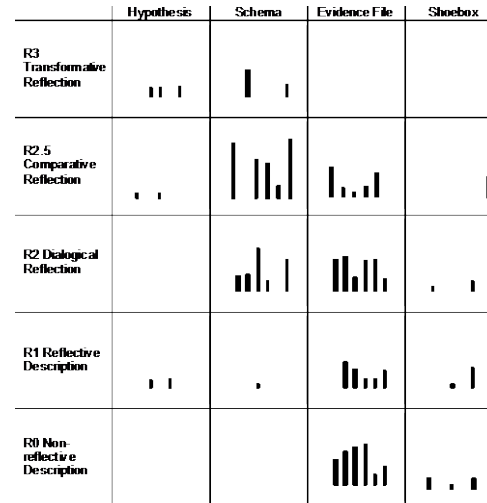 Hypothesis Schema Evidence File Shoebox
R3
Transformative
Reflection
R2.5
Comparative
Reflection
R2 Dialogical
Reflection
R1 Reflective
Description
R0 Non-
reflective
Description